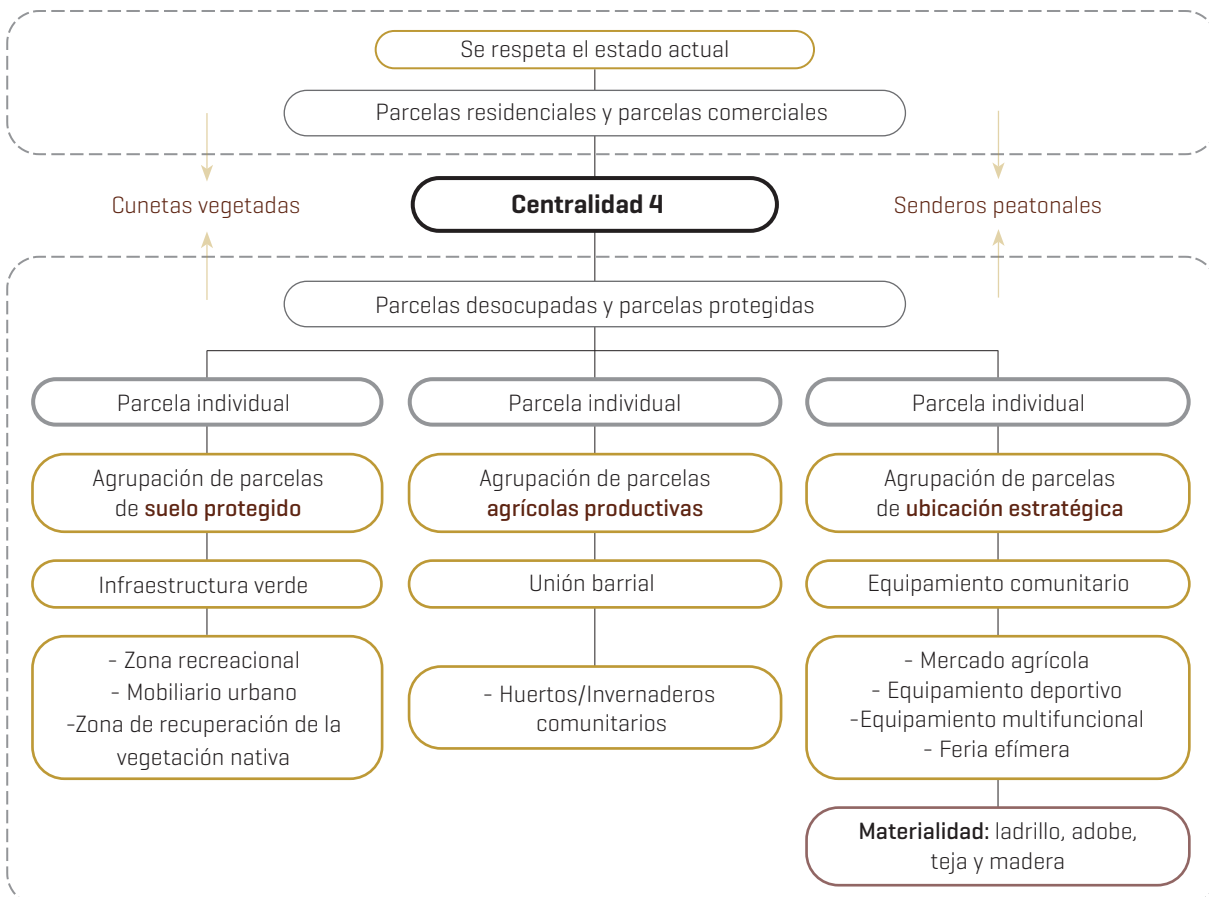 Se respeta el estado actual
Parcelas residenciales y parcelas comerciales
Cunetas vegetadas
Centralidad 4
Senderos peatonales
Parcelas desocupadas y parcelas protegidas
Parcela individual
Agrupación de parcelas
de suelo protegido
Infraestructura verde
- Zona recreacional
- Mobiliario urbano
-Zona de recuperación de la
vegetación nativa
Parcela individual
Agrupación de parcelas
agrícolas productivas
Unión barrial
- Huertos/Invernaderos
comunitarios
Parcela individual
Agrupación de parcelas
de ubicación estratégica
Equipamiento comunitario
- Mercado agrícola
- Equipamiento deportivo
-Equipamiento multifuncional
- Feria efímera
Materialidad: ladrillo, adobe,
teja y madera